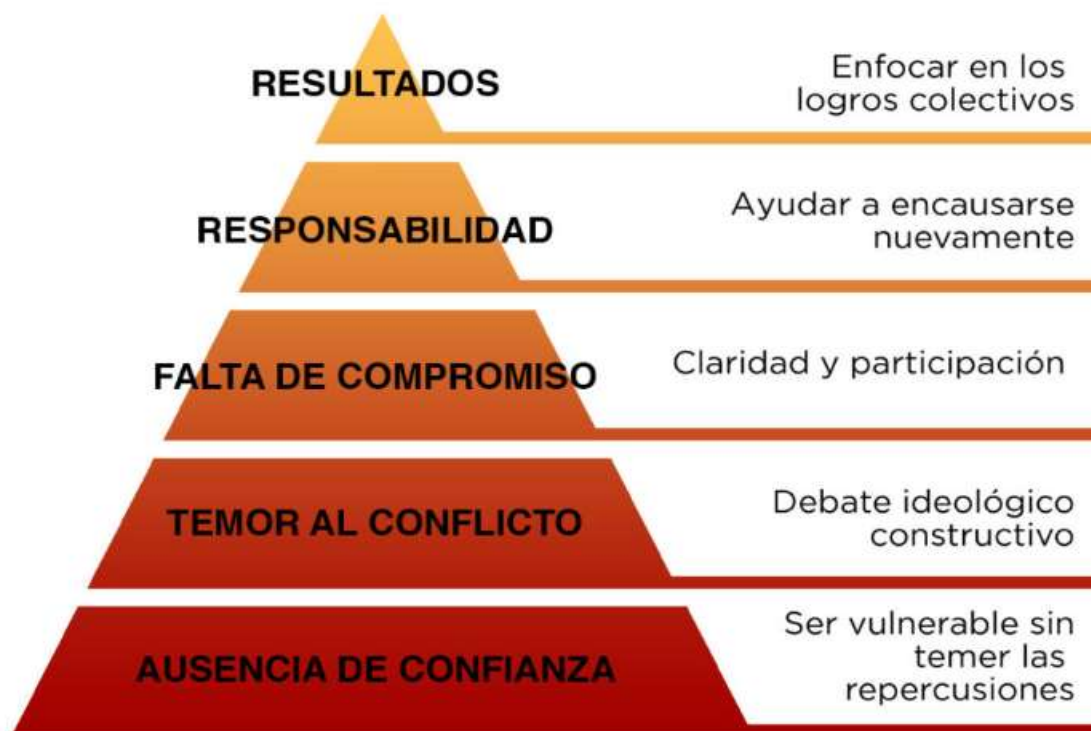 RESULTADOS
Enfocar en los
logros colectivos
RESPONSABILIDAD
Ayudar a encausarse
nuevamente
FALTA DE COMPROMISO
Claridad y participación
TEMOR AL CONFLICTO
Debate ideológico
constructivo
AUSENCIA DE CONFIANZA
Ser vulnerable sin
temer las
repercusiones